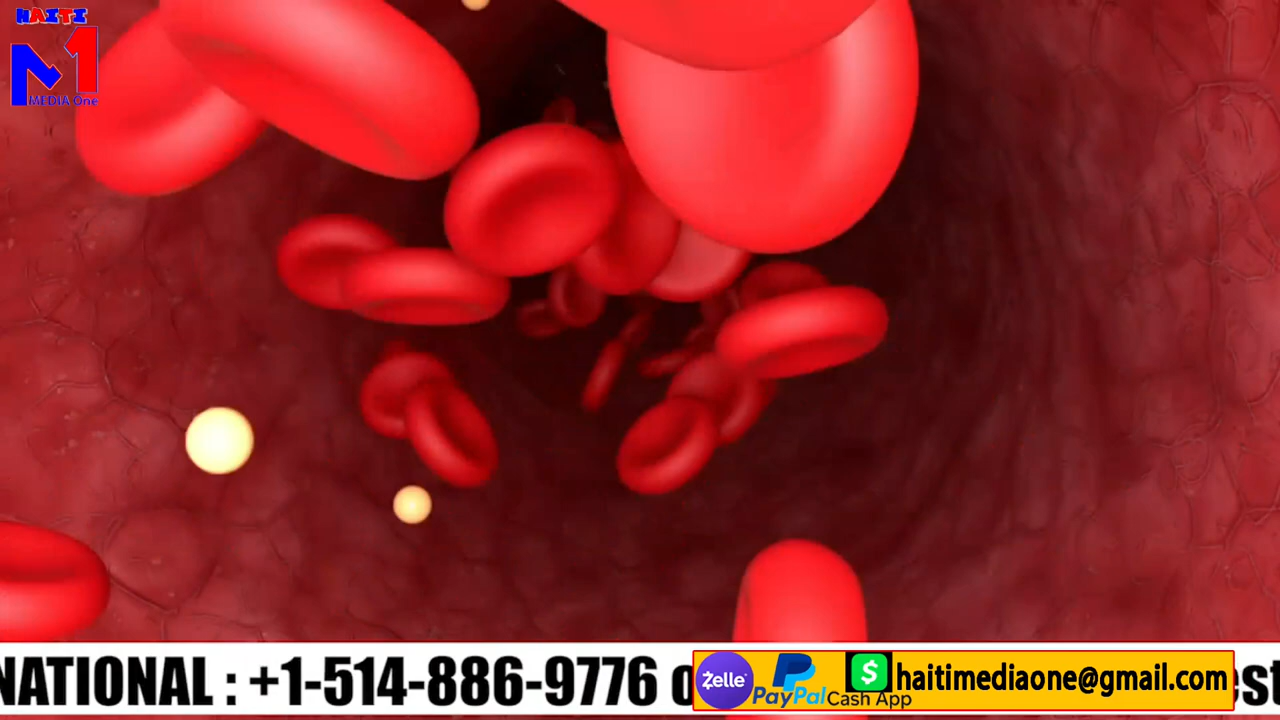 HAITI
M1
MEDIA One
NATIONAL : +1-514-886-9776
Zelle PayPal Cash App haitimediaone@gmail.com